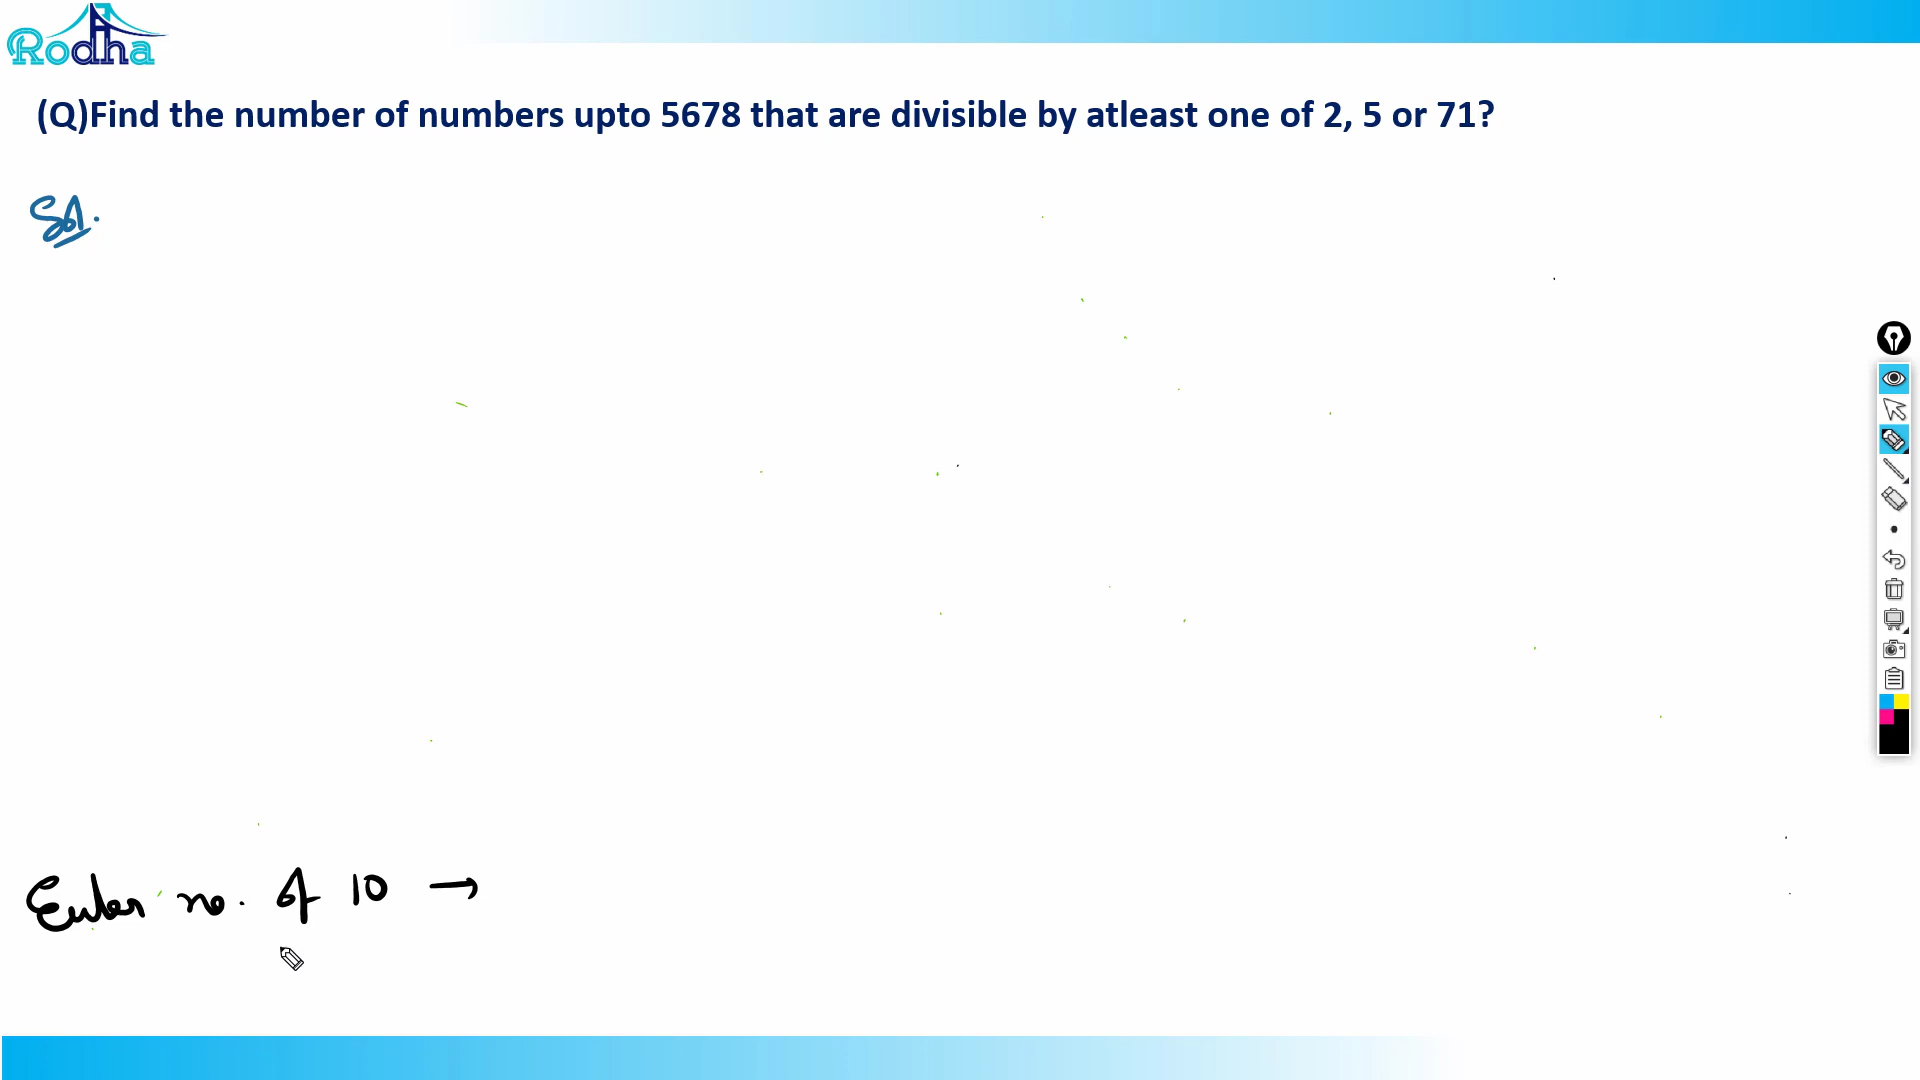 Rodha
(Q)Find the number of numbers upto 5678 that are divisible by atleast one of 2, 5 or 71?
Sol.
Euler no. of 10 →